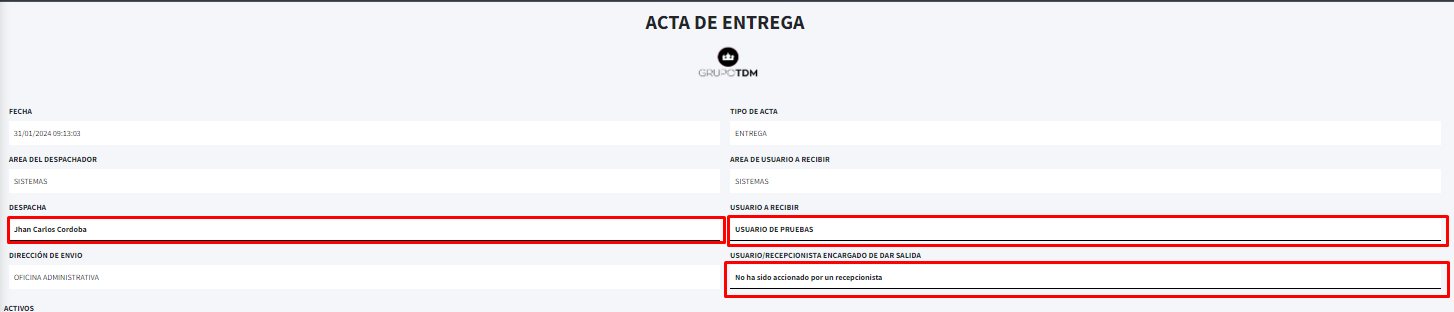 ACTA DE ENTREGA
GRUPOTDM
FECHA
31/01/2024 09:13:03
TIPO DE ACTA
ENTREGA
AREA DEL DESPACHADOR
SISTEMAS
AREA DE USUARIO A RECIBIR
SISTEMAS
DESPACHA
Jhan Carlos Cordoba
USUARIO A RECIBIR
USUARIO DE PRUEBAS
DIRECCIÓN DE ENVIO
OFICINA ADMINISTRATIVA
USUARIO/RECEPCIONISTA ENCARGADO DE DAR SALIDA
No ha sido accionado por un recepcionista
ACTIVOS